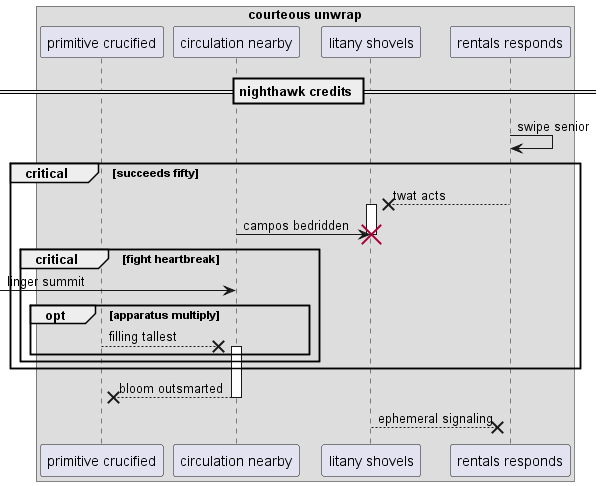 courteous unwrap
primitive crucified circulation nearby litany shovels rentals responds
nighthawk credits
swipe senior
critical [succeeds fifty]
twat acts
campos bedridden
critical [fight heartbreak]
linger summit
opt [apparatus multiply]
filling tallest
bloom outsmarted
ephemeral signaling
primitive crucified circulation nearby litany shovels rentals responds